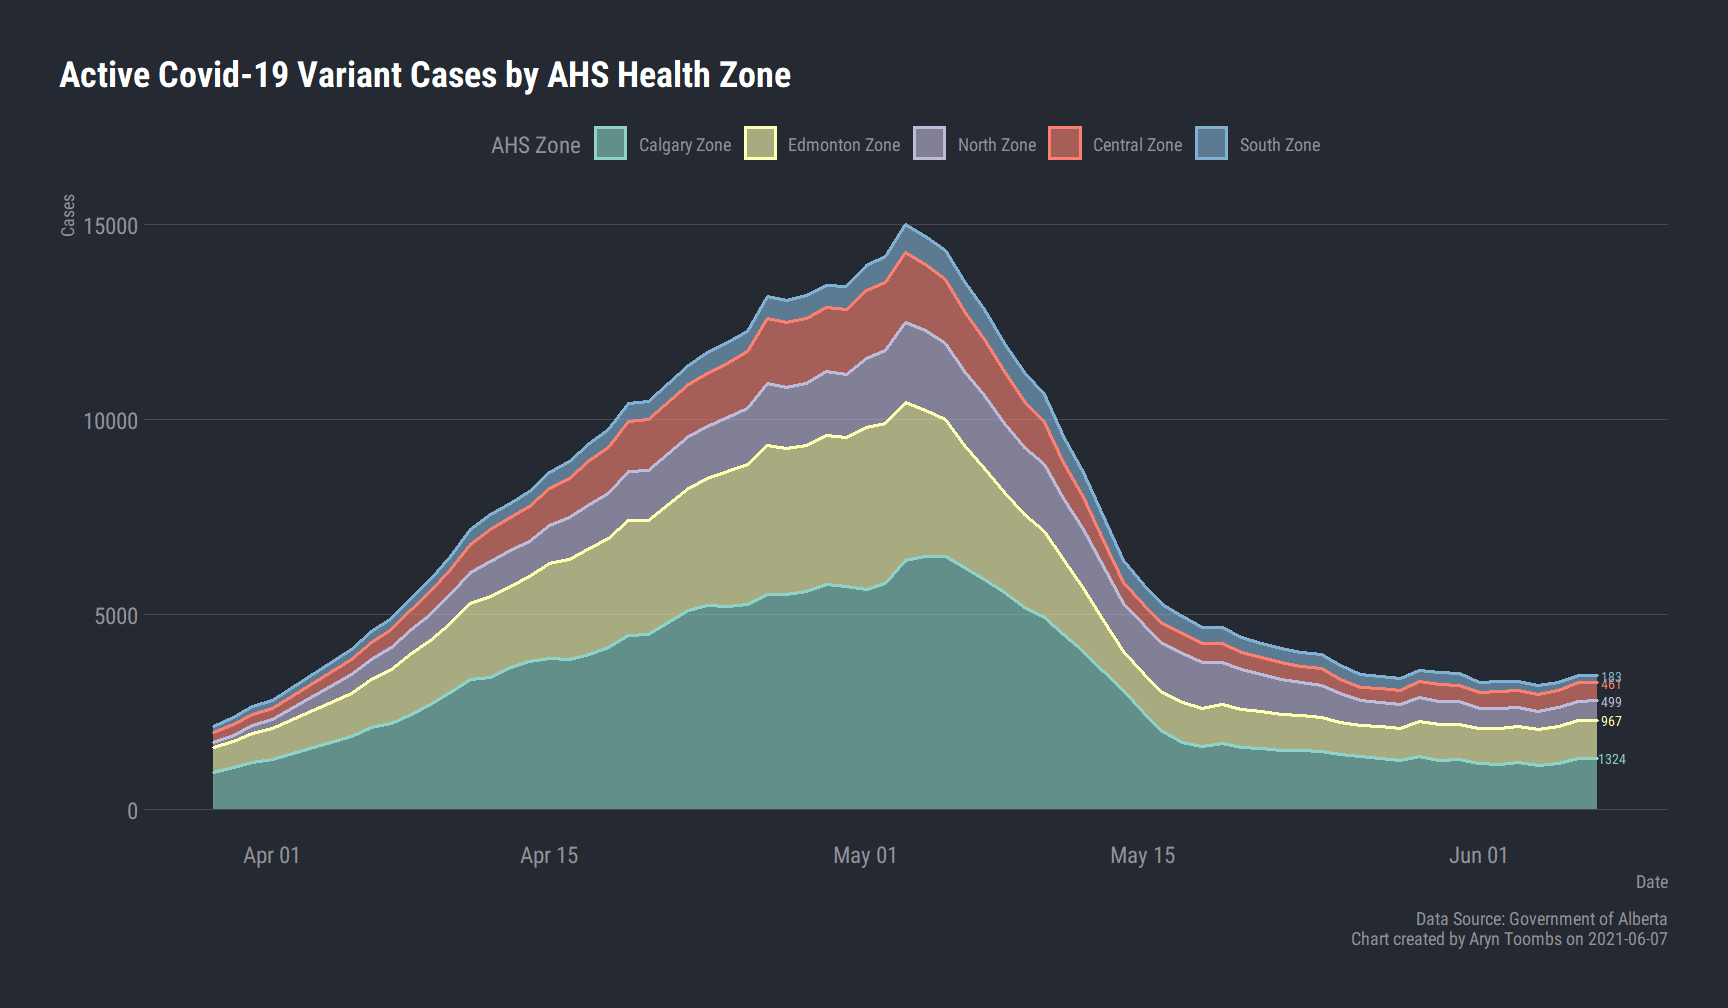 Active Covid-19 Variant Cases by AHS Health Zone
AHS Zone Calgary Zone Edmonton Zone North Zone Central Zone South Zone
Cases
15000
10000
5000
0
183
461
499
967
1324
Apr 01 Apr 15 May 01 May 15 Jun 01
Date
Data Source: Government of Alberta
Chart created by Aryn Toombs on 2021-06-07